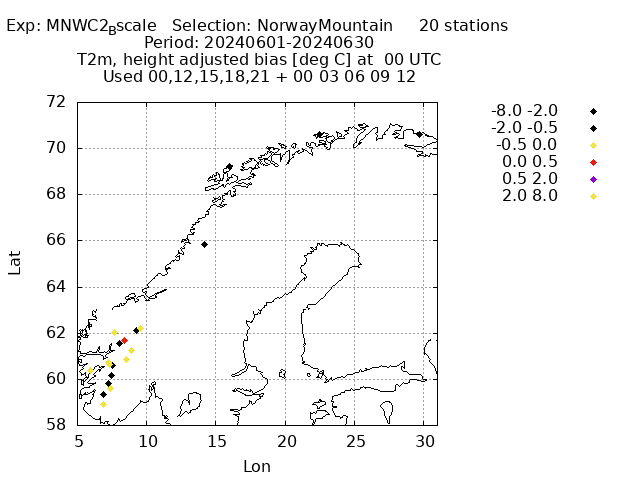 Exp: MNWC2_Bscale   Selection: NorwayMountain     20 stations
Period: 20240601-20240630
T2m, height adjusted bias [deg C] at  00 UTC
Used 00,12,15,18,21 + 00 03 06 09 12
-8.0 -2.0
-2.0 -0.5
-0.5 0.0
0.0 0.5
0.5 2.0
2.0 8.0
72
70
68
66
64
62
60
58
Lat
5 10 15 20 25 30
Lon